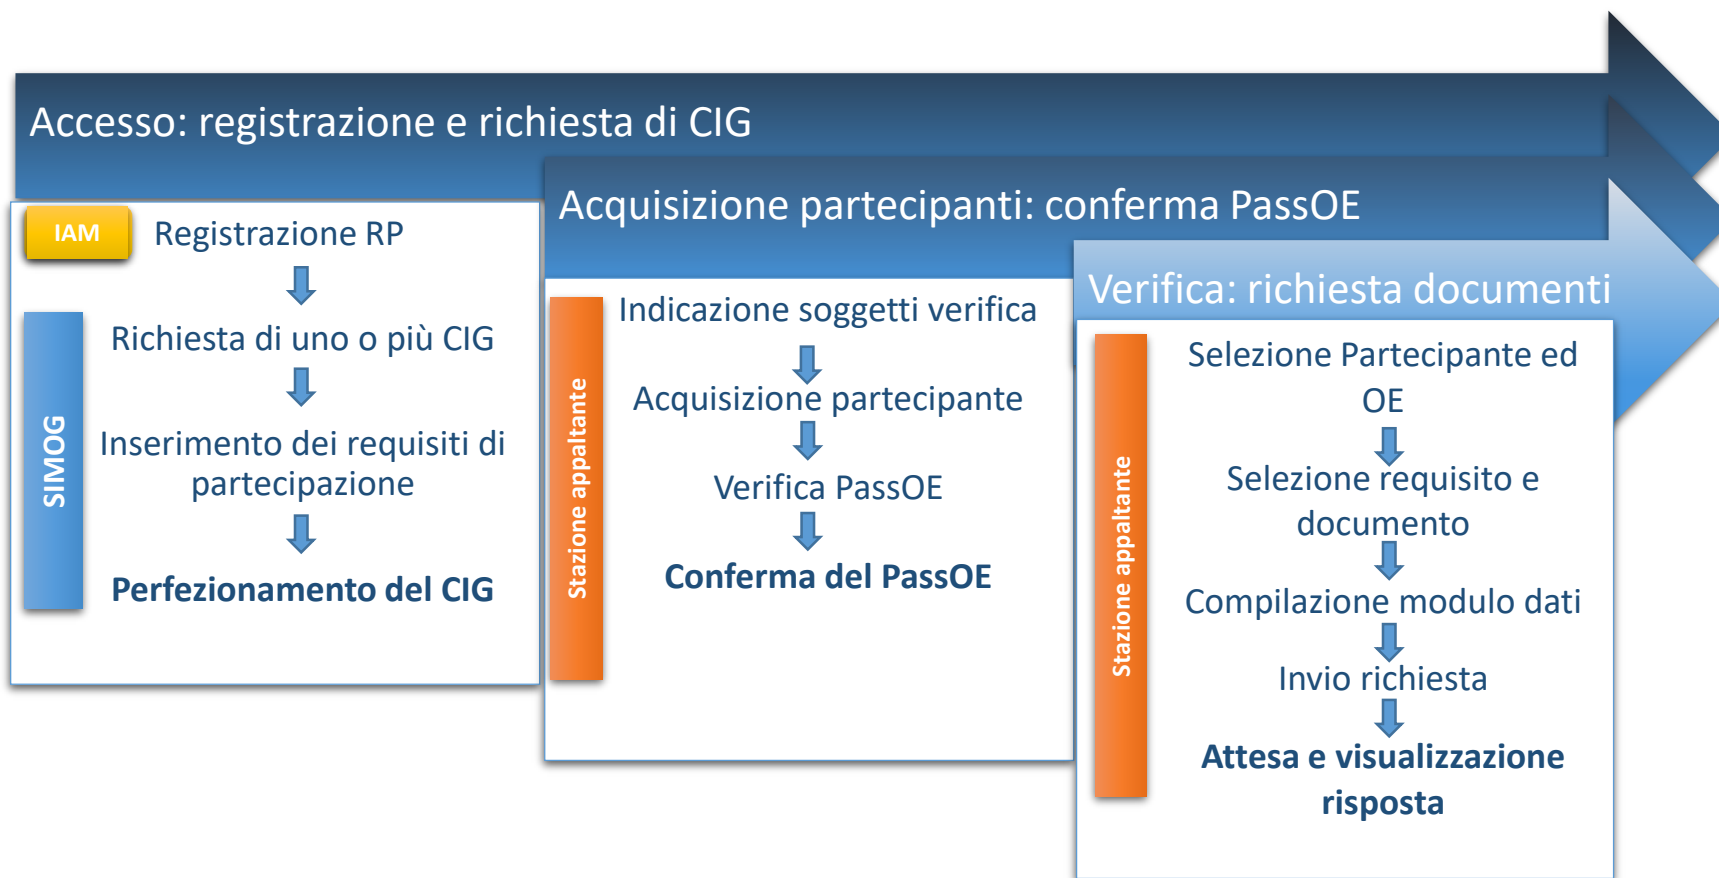 Accesso: registrazione e richiesta di CIG
IAM
Registrazione RP
SIMOG
Richiesta di uno o più CIG
Inserimento dei requisiti di
partecipazione
Perfezionamento del CIG
Acquisizione partecipanti: conferma PassOE
Stazione appaltante
Indicazione soggetti verifica
Acquisizione partecipante
Verifica PassOE
Conferma del PassOE
Verifica: richiesta documenti
Stazione appaltante
Selezione Partecipante ed
OE
Selezione requisito e
documento
Compilazione modulo dati
Invio richiesta
Attesa e visualizzazione
risposta